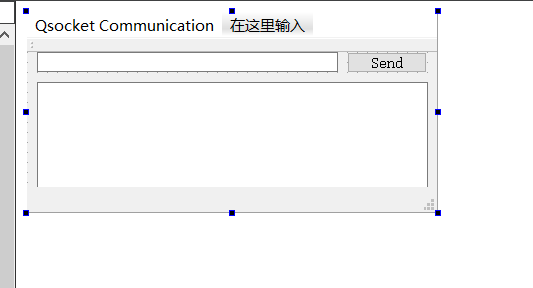 Qsocket Communication 在这里输入
Send